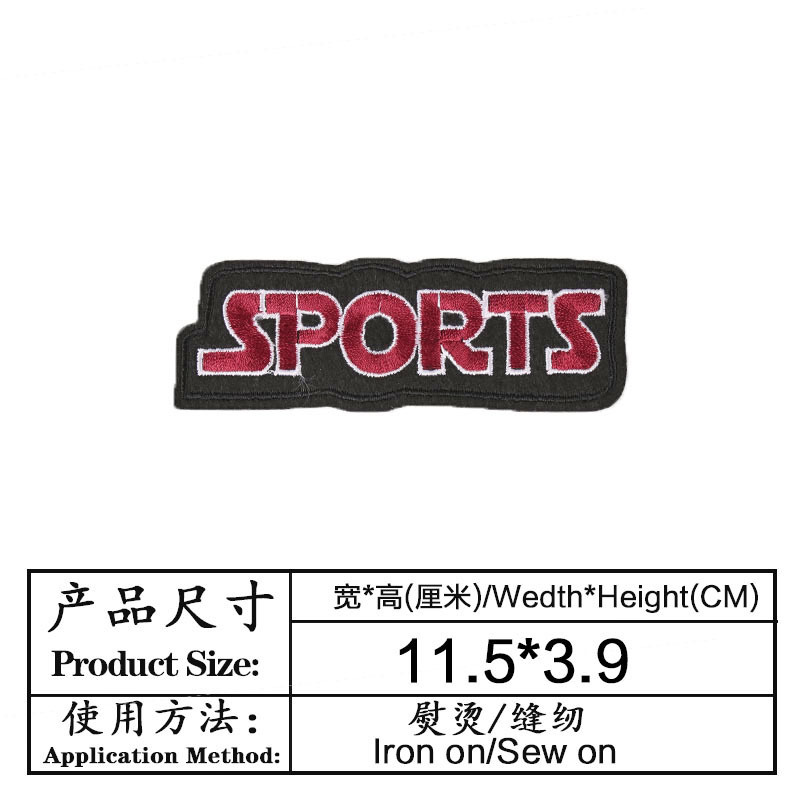 SPORTS
产品尺寸
Product Size:
宽*高(厘米)/Wedth*Height(CM)
11.5*3.9
使用方法：
Application Method:
熨烫/缝纫
Iron on/Sew on